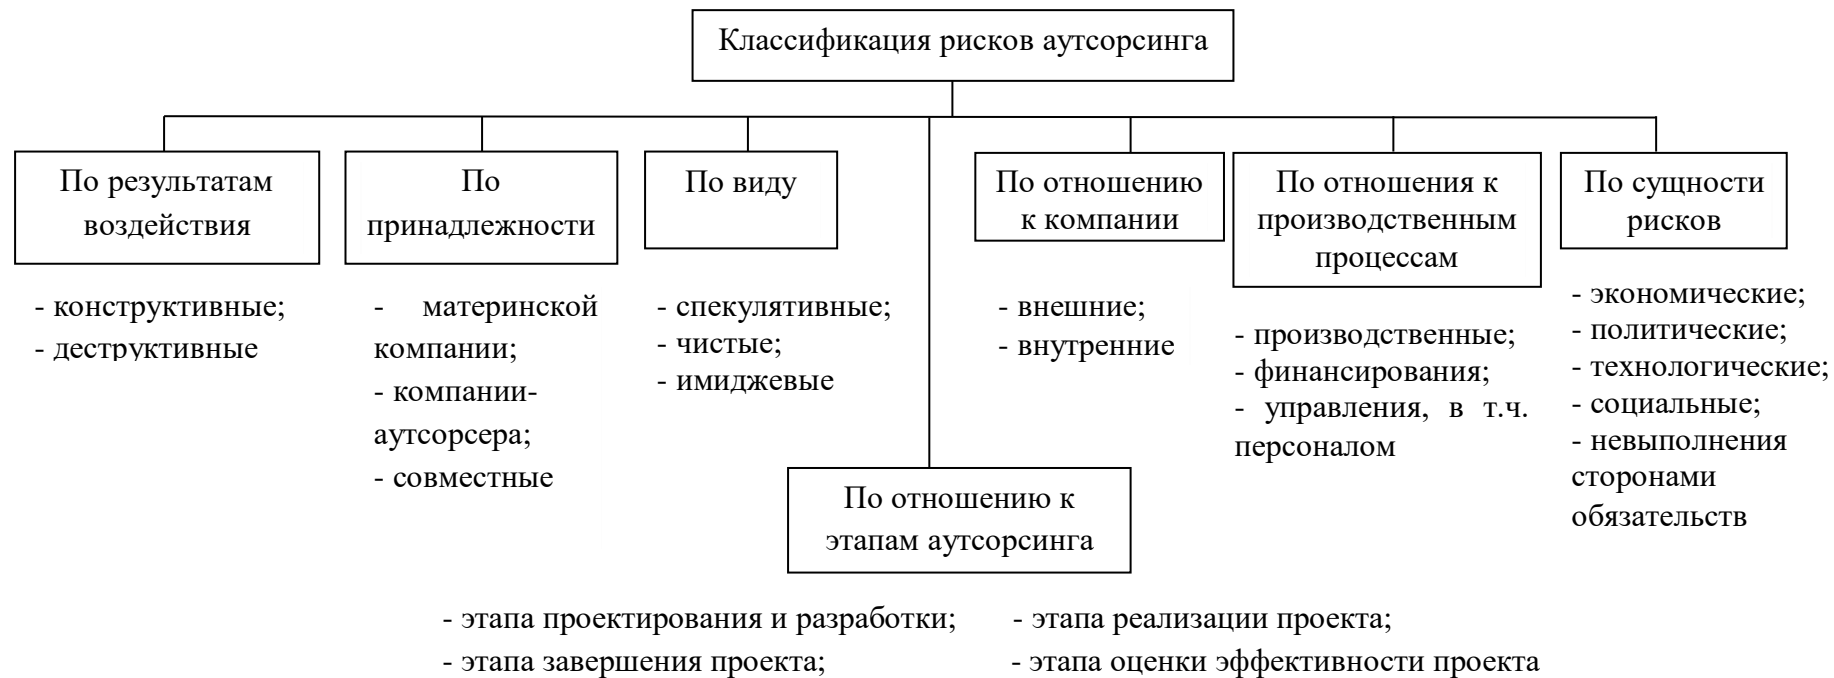 Классификация рисков аутсорсинга
По результатам
воздействия
- конструктивные;
- деструктивные
По
принадлежности
- материнской
компании;
- компании-
аутсорсера;
- совместные
По виду
- спекулятивные;
- чистые;
- имиджевые
По отношению
к компании
- внешние;
- внутренние
По отношения к
производственным
процессам
- производственные;
- финансирования;
- управления, в т.ч.
персоналом
По сущности
рисков
- экономические;
- политические;
- технологические;
- социальные;
- невыполнения
сторонами
обязательств
По отношению к
этапам аутсорсинга
- этапа проектирования и разработки;
- этапа реализации проекта;
- этапа завершения проекта;
- этапа оценки эффективности проекта